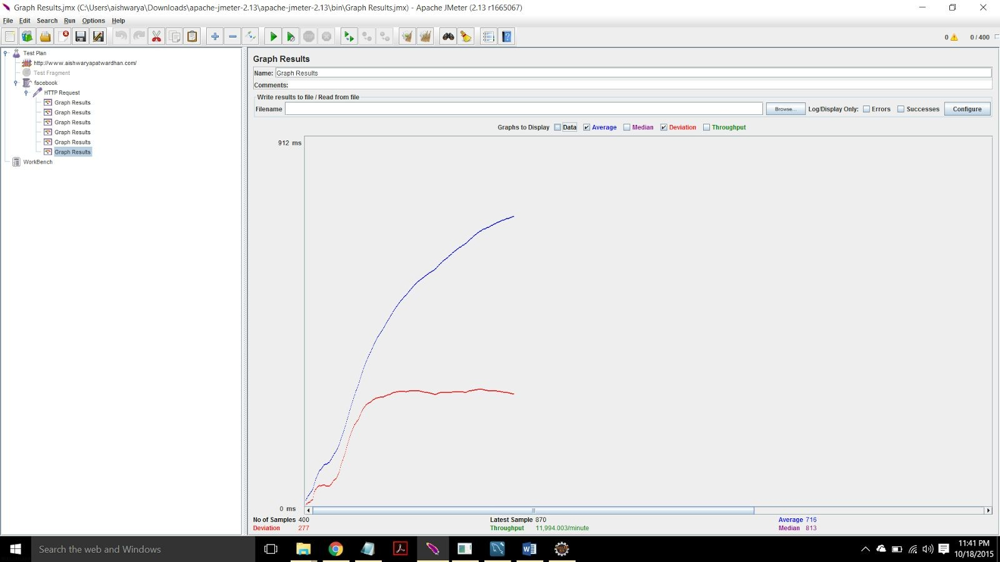 Graph Results.jmx (C:\Users\aishwarya\Downloads\apache-jmeter-2.13\apache-jmeter-2.13\bin\Graph Results.jmx) - Apache JMeter (2.13 r1665067)
File Edit Search Run Options Help
0 0 / 400
Test Plan
http://www.aishwaryapatwardhan.com/
Test Fragment
facebook
HTTP Request
Graph Results
Graph Results
Graph Results
Graph Results
Graph Results
Graph Results
WorkBench
Graph Results
Name: Graph Results
Comments:
Write results to file / Read from file
Filename Browse... Log/Display Only: Errors Successes Configure
Graphs to Display Data Average Median Deviation Throughput
912 ms
0 ms
No of Samples 400 Latest Sample 870 Average 716
Deviation 277 Throughput 11,994.003/minute Median 813
Search the web and Windows
11:41 PM
10/18/2015